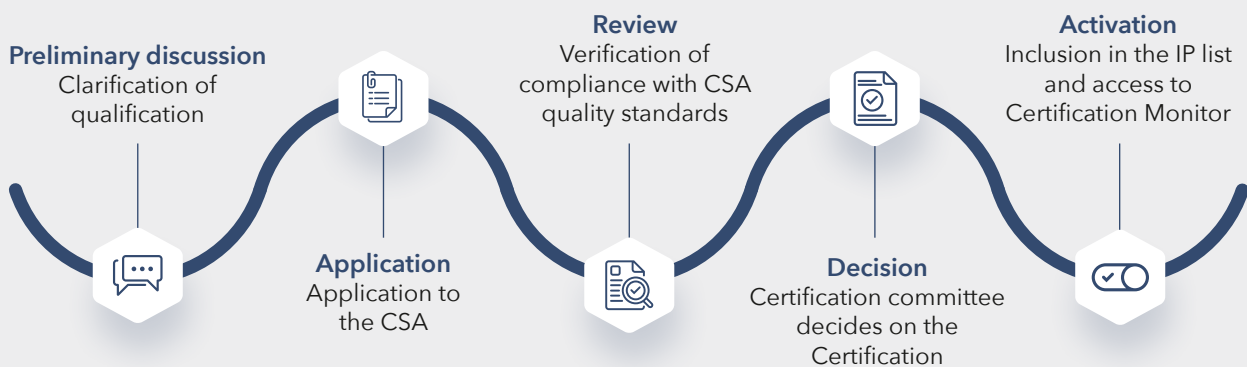 Preliminary discussion
Clarification of
qualification
Application
Application to
the CSA
Review
Verification of
compliance with CSA
quality standards
Decision
Certification committee
decides on the
Certification
Activation
Inclusion in the IP list
and access to
Certification Monitor